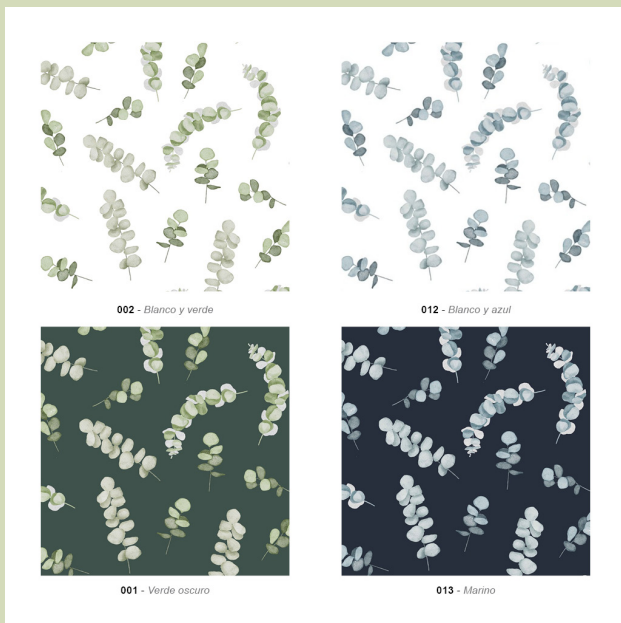 002 - Blanco y verde
012 - Blanco y azul
001 - Verde oscuro
013 - Marino